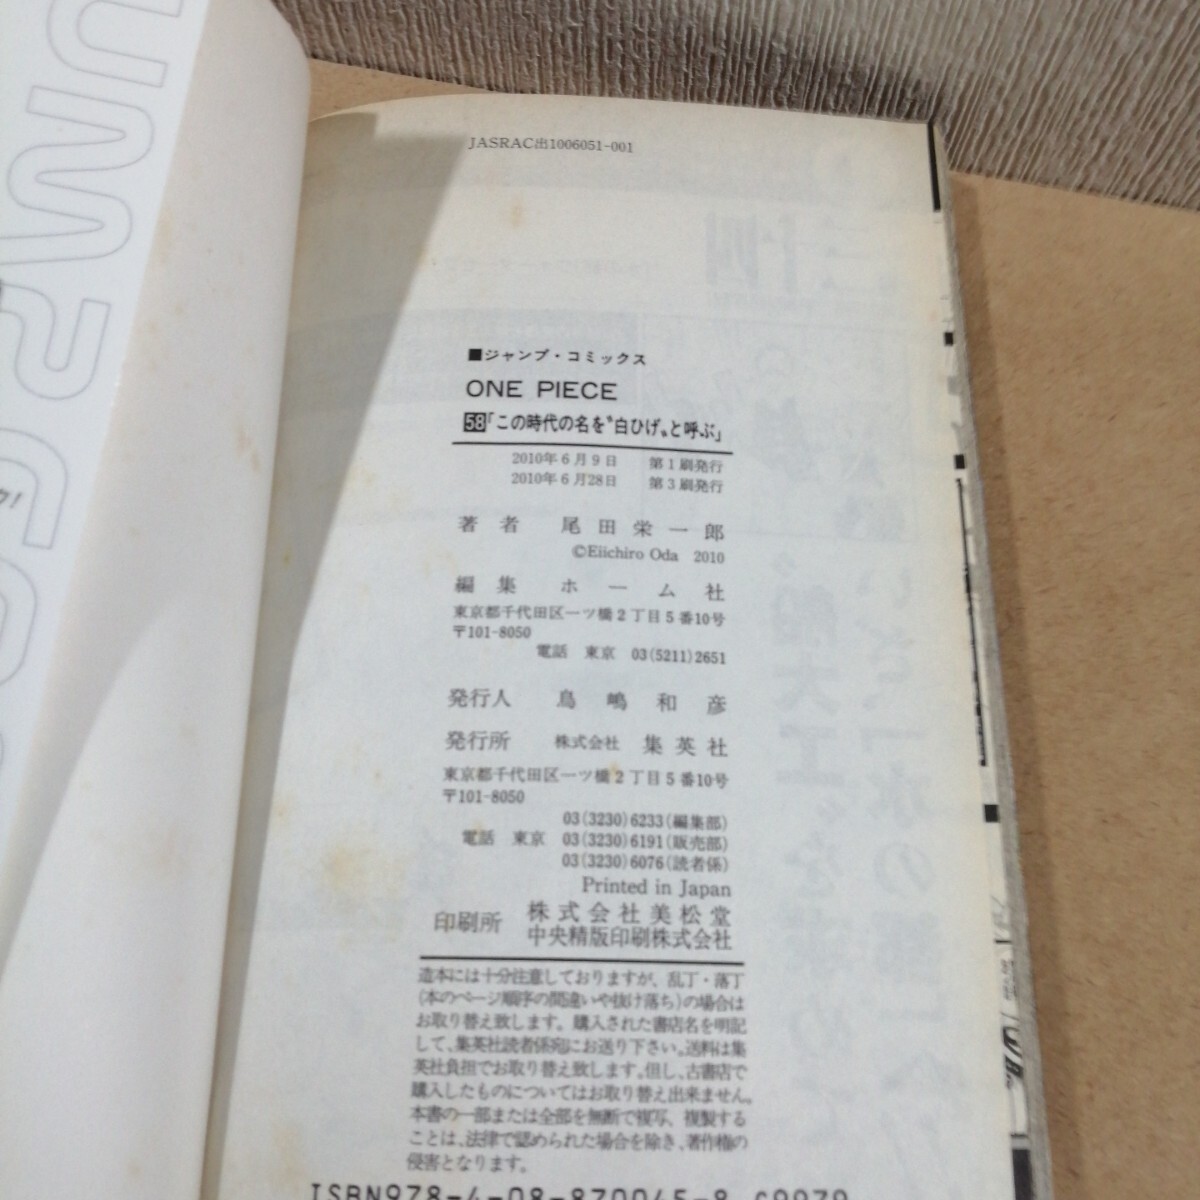 JASRAC出1006051-001
■ジャンプ・コミックス
ONE PIECE
58「この時代の名を〝白ひげ〟と呼ぶ」
2010年6月9日 第1刷発行
2010年6月28日 第3刷発行
著者 尾田栄一郎
©Eiichiro Oda 2010
編集 ホーム社
東京都千代田区一ツ橋2丁目5番10号
〒101-8050
電話 東京 03(5211)2651
発行人 鳥嶋和彦
発行所 株式会社 集英社
東京都千代田区一ツ橋2丁目5番10号
〒101-8050
03(3230)6233(編集部)
電話 東京 03(3230)6191(販売部)
03(3230)6076(読者係)
Printed in Japan
印刷所 株式会社美松堂
中央精版印刷株式会社
造本には十分注意しておりますが、乱丁・落丁
(本のページ順序の間違いや抜け落ち)の場合は
お取り替え致します。購入された書店名を明記
して、集英社読者係宛にお送り下さい。送料は集
英社負担でお取り替え致します。但し、古書店で
購入したものについてはお取り替え出来ません。
本書の一部または全部を無断で複写、複製する
ことは、法律で認められた場合を除き、著作権の
侵害となります。
ISBN978-4-08-870045-8 C9979